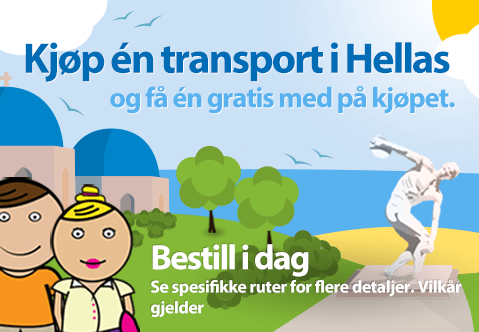 Kjøp én transport i Hellas
og få én gratis med på kjøpet.
Bestill i dag
Se spesifikke ruter for flere detaljer. Vilkår
gjelder